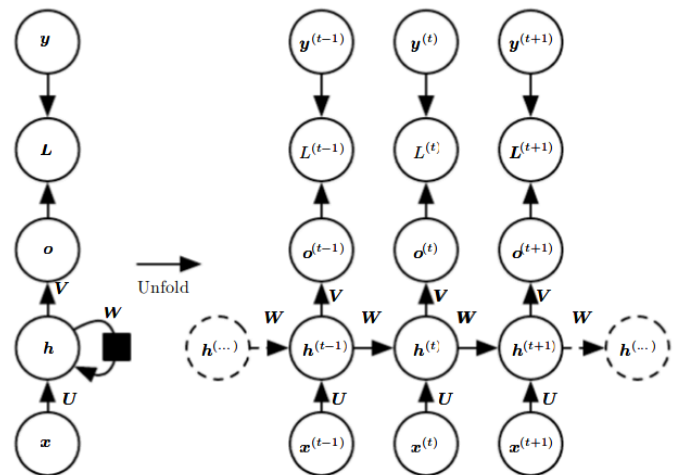 y y^(t−1) y^(t) y^(t+1)
L L^(t−1) L^(t) L^(t+1)
o o^(t−1) o^(t) o^(t+1)
Unfold
V V V V
W W W W W
h h^(...) h^(t−1) h^(t) h^(t+1) h^(...)
U U U U
x x^(t−1) x^(t) x^(t+1)